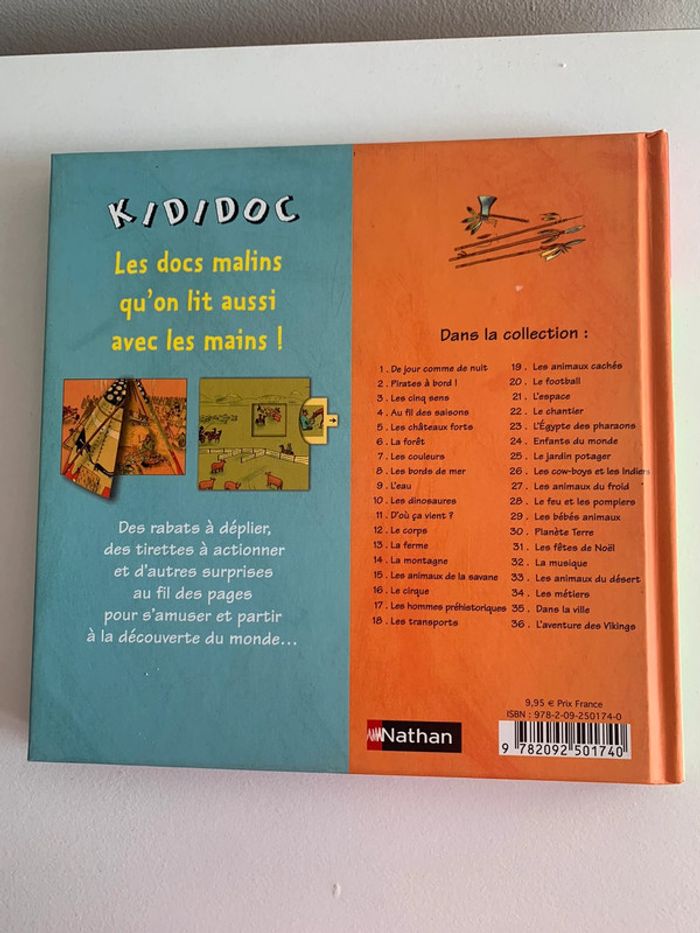 KIDIDOC
Les docs malins
qu'on lit aussi
avec les mains !
Des rabats à déplier,
des tirettes à actionner
et d'autres surprises
au fil des pages
pour s'amuser et partir
à la découverte du monde...
Dans la collection :
1 . De jour comme de nuit
2 . Pirates à bord !
3 . Les cinq sens
4 . Au fil des saisons
5 . Les châteaux forts
6 . La forêt
7 . Les couleurs
8 . Les bords de mer
9 . L'eau
10 . Les dinosaures
11 . D'où ça vient ?
12 . Le corps
13 . La ferme
14 . La montagne
15 . Les animaux de la savane
16 . Le cirque
17 . Les hommes préhistoriques
18 . Les transports
19 . Les animaux cachés
20 . Le football
21 . L'espace
22 . Le chantier
23 . L'Égypte des pharaons
24 . Enfants du monde
25 . Le jardin potager
26 . Les cow-boys et les Indiens
27 . Les animaux du froid
28 . Le feu et les pompiers
29 . Les bébés animaux
30 . Planète Terre
31 . Les fêtes de Noël
32 . La musique
33 . Les animaux du désert
34 . Les métiers
35 . Dans la ville
36 . L'aventure des Vikings
9,95 € Prix France
ISBN : 978-2-09-250174-0
Nathan
9 782092 501740